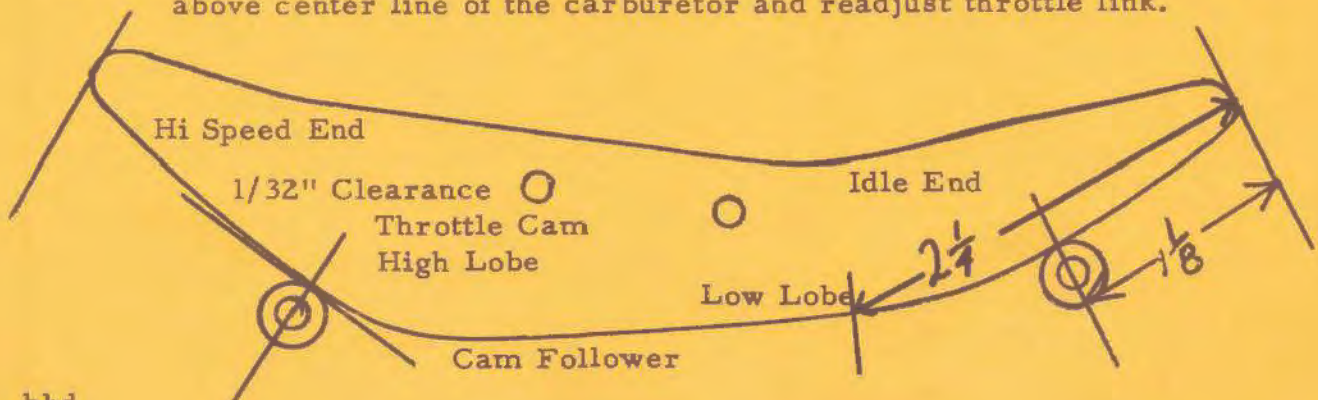 above center line of the carburetor and readjust throttle link.
Hi Speed End
1/32" Clearance
Throttle Cam
High Lobe
Idle End
2 1/4
1 1/8
Low Lobe
Cam Follower